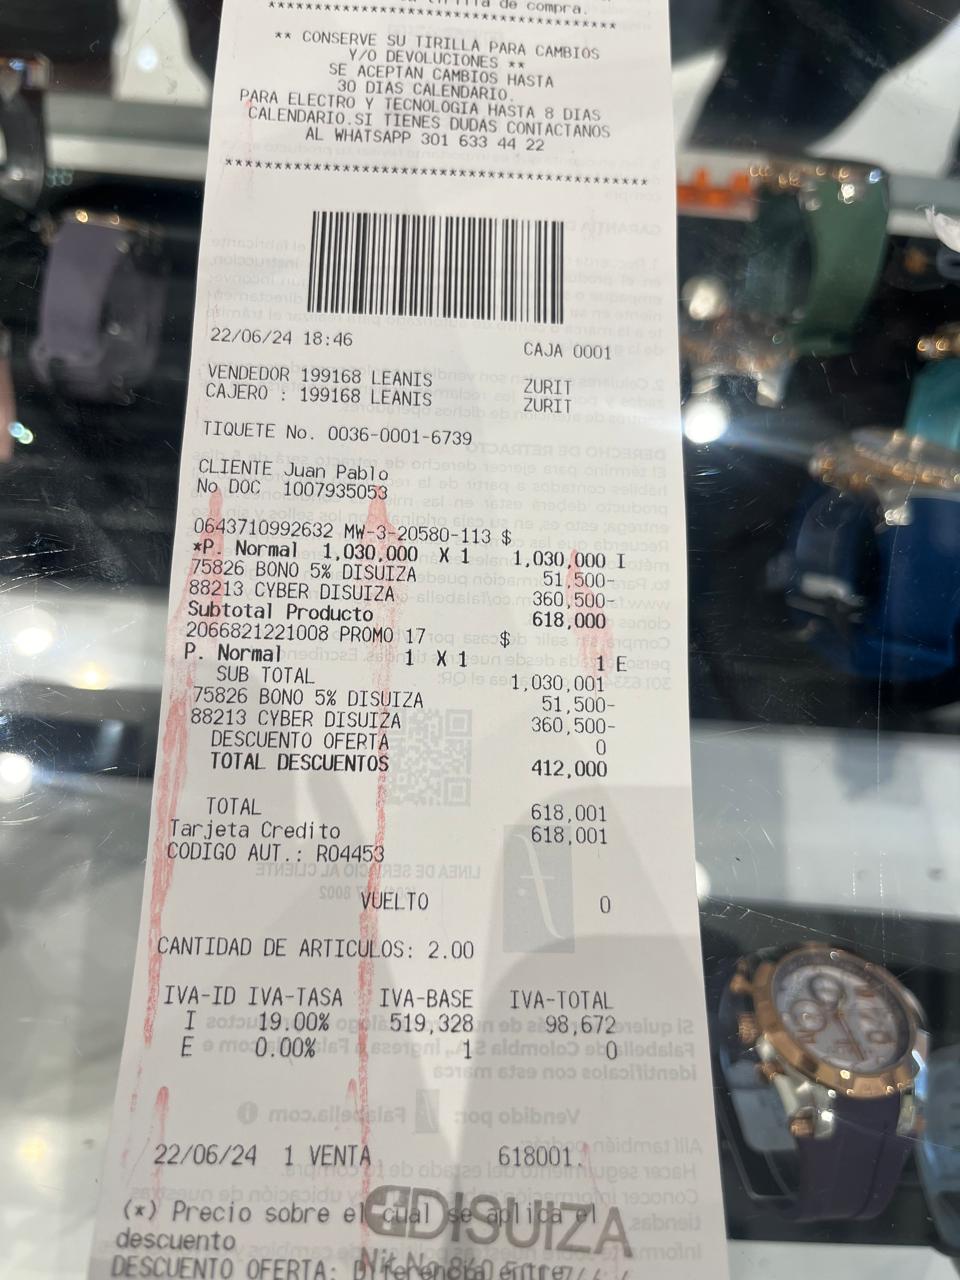 de compra.
****************************************
** CONSERVE SU TIRILLA PARA CAMBIOS
Y/O DEVOLUCIONES **
SE ACEPTAN CAMBIOS HASTA
30 DIAS CALENDARIO.
PARA ELECTRO Y TECNOLOGIA HASTA 8 DIAS
CALENDARIO.SI TIENES DUDAS CONTACTANOS
AL WHATSAPP 301 633 44 22
****************************************
22/06/24 18:46 CAJA 0001
VENDEDOR 199168 LEANIS ZURIT
CAJERO : 199168 LEANIS ZURIT
TIQUETE No. 0036-0001-6739
CLIENTE Juan Pablo
No DOC 1007935053
0643710992632 MW-3-20580-113 $
*P. Normal 1,030,000 X 1 1,030,000 I
75826 BONO 5% DISUIZA 51,500-
88213 CYBER DISUIZA 360,500-
Subtotal Producto 618,000
2066821221008 PROMO 17 $
P. Normal 1 X 1 1 E
SUB TOTAL 1,030,001
75826 BONO 5% DISUIZA 51,500-
88213 CYBER DISUIZA 360,500-
DESCUENTO OFERTA 0
TOTAL DESCUENTOS 412,000
TOTAL 618,001
Tarjeta Credito 618,001
CODIGO AUT.: R04453
VUELTO 0
CANTIDAD DE ARTICULOS: 2.00
IVA-ID IVA-TASA IVA-BASE IVA-TOTAL
I 19.00% 519,328 98,672
E 0.00% 1 0
22/06/24 1 VENTA 618001.
(*) Precio sobre el cual se aplica el
descuento
DISUIZA
DESCUENTO OFERTA: Diferencia entre